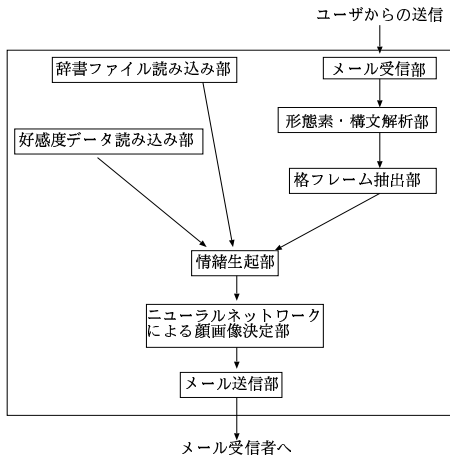 ユーザからの送信
辞書ファイル読み込み部
メール受信部
形態素・構文解析部
好感度データ読み込み部
格フレーム抽出部
情緒生起部
ニューラルネットワーク
による顔画像決定部
メール送信部
メール受信者へ